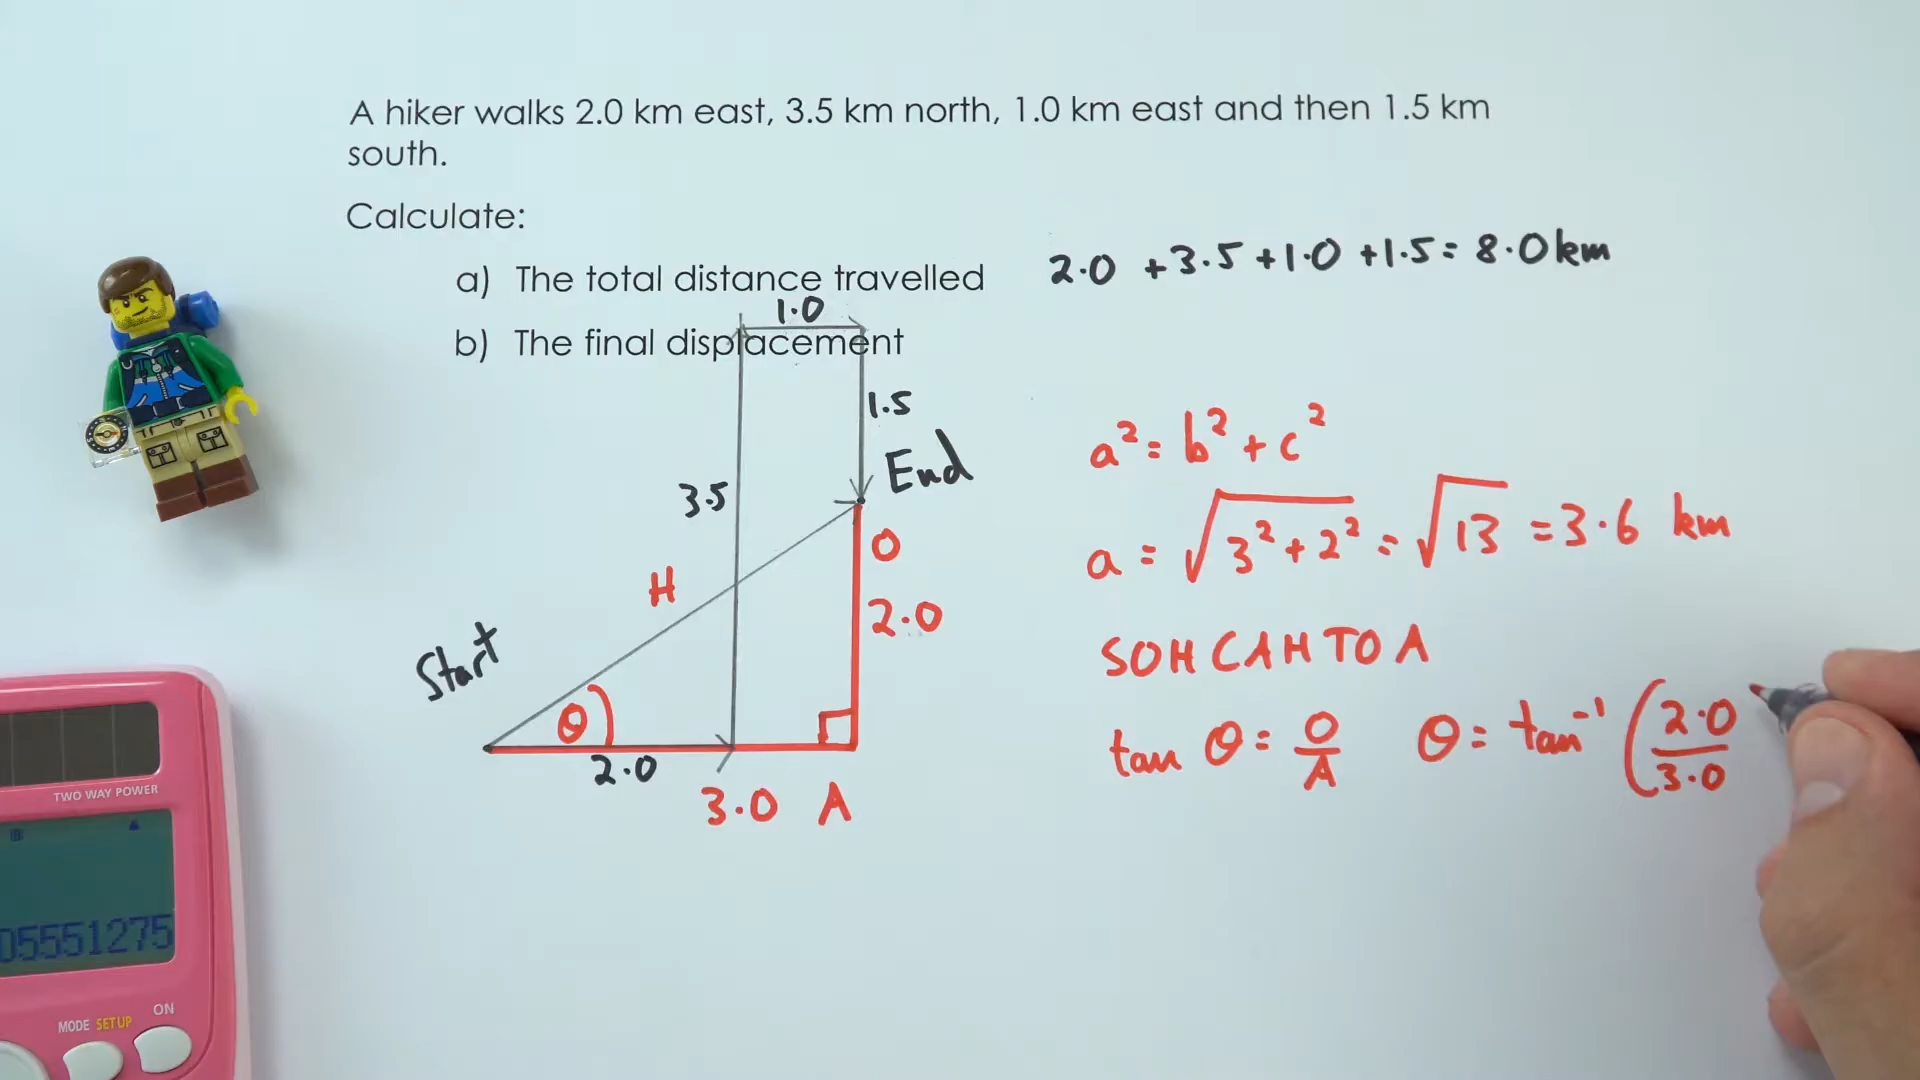 A hiker walks 2.0 km east, 3.5 km north, 1.0 km east and then 1.5 km
south.
Calculate:
a) The total distance travelled
2.0 + 3.5 + 1.0 + 1.5 = 8.0 km
b) The final displacement
1.0
1.5
End
3.5
O
2.0
H
Start
θ
2.0
3.0 A
a² = b² + c²
a = √3² + 2² = √13 = 3.6 km
SOH CAH TOA
tan θ = O/A θ = tan⁻¹ (2.0/3.0
TWO WAY POWER
05551275
MODE SETUP
ON